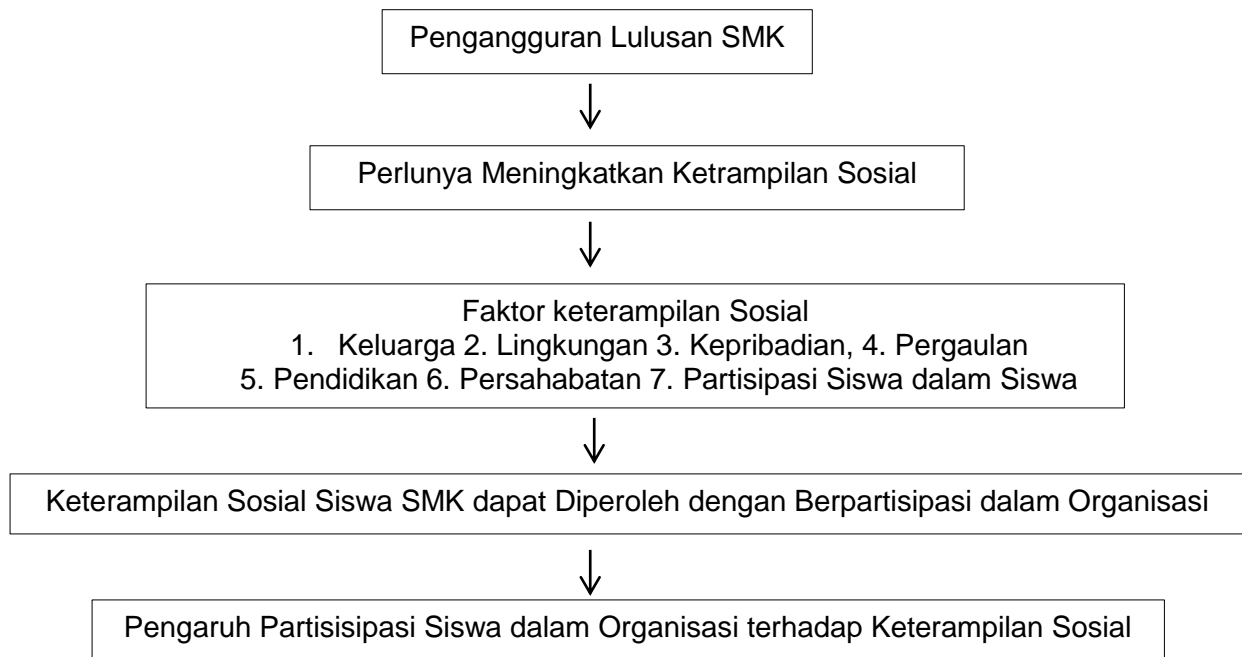 Pengangguran Lulusan SMK
Perlunya Meningkatkan Ketrampilan Sosial
Faktor keterampilan Sosial
1. Keluarga 2. Lingkungan 3. Kepribadian, 4. Pergaulan
5. Pendidikan 6. Persahabatan 7. Partisipasi Siswa dalam Siswa
Keterampilan Sosial Siswa SMK dapat Diperoleh dengan Berpartisipasi dalam Organisasi
Pengaruh Partisisipasi Siswa dalam Organisasi terhadap Keterampilan Sosial